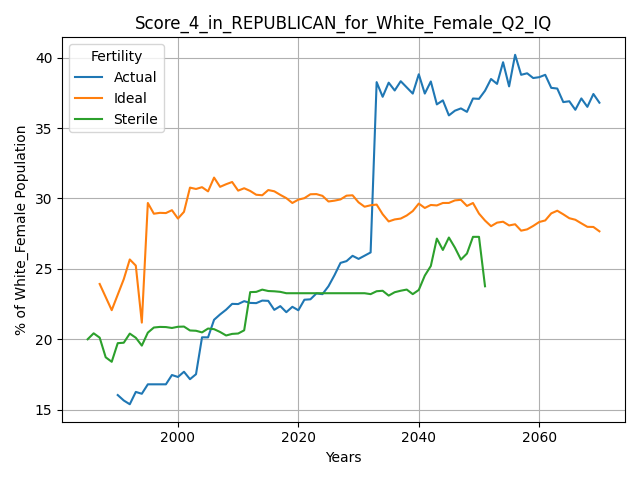 Score_4_in_REPUBLICAN_for_White_Female_Q2_IQ
Fertility
Actual
Ideal
Sterile
% of White_Female Population
40
35
30
25
20
15
2000
2020
2040
2060
Years